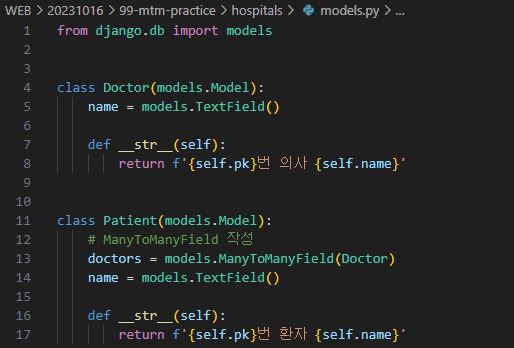 WEB > 20231016 > 99-mtm-practice > hospitals > models.py > ...
1 from django.db import models
2
3
4 class Doctor(models.Model):
5     name = models.TextField()
6
7     def __str__(self):
8         return f'{self.pk}번 의사 {self.name}'
9
10
11 class Patient(models.Model):
12     # ManyToManyField 작성
13     doctors = models.ManyToManyField(Doctor)
14     name = models.TextField()
15
16     def __str__(self):
17         return f'{self.pk}번 환자 {self.name}'